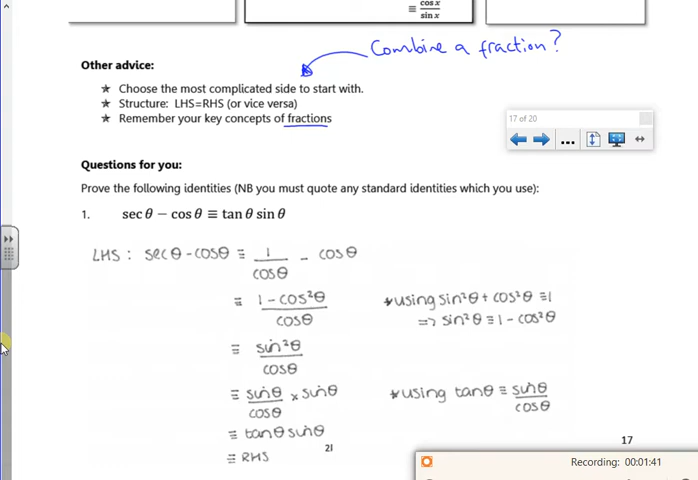 ≡ cos x / sin x
Combine a fraction?
Other advice:
★ Choose the most complicated side to start with.
★ Structure: LHS=RHS (or vice versa)
★ Remember your key concepts of fractions
17 of 20
...
Questions for you:
Prove the following identities (NB you must quote any standard identities which you use):
1. sec θ − cos θ ≡ tan θ sin θ
LHS : secθ - cosθ ≡ 1/cosθ - cosθ
≡ 1 - cos²θ / cosθ *using sin²θ + cos²θ ≡ 1
=> sin²θ ≡ 1 - cos²θ
≡ sin²θ / cosθ
≡ sinθ / cosθ × sinθ *using tanθ ≡ sinθ / cosθ
≡ tanθ sinθ
≡ RHS
21
17
Recording: 00:01:41